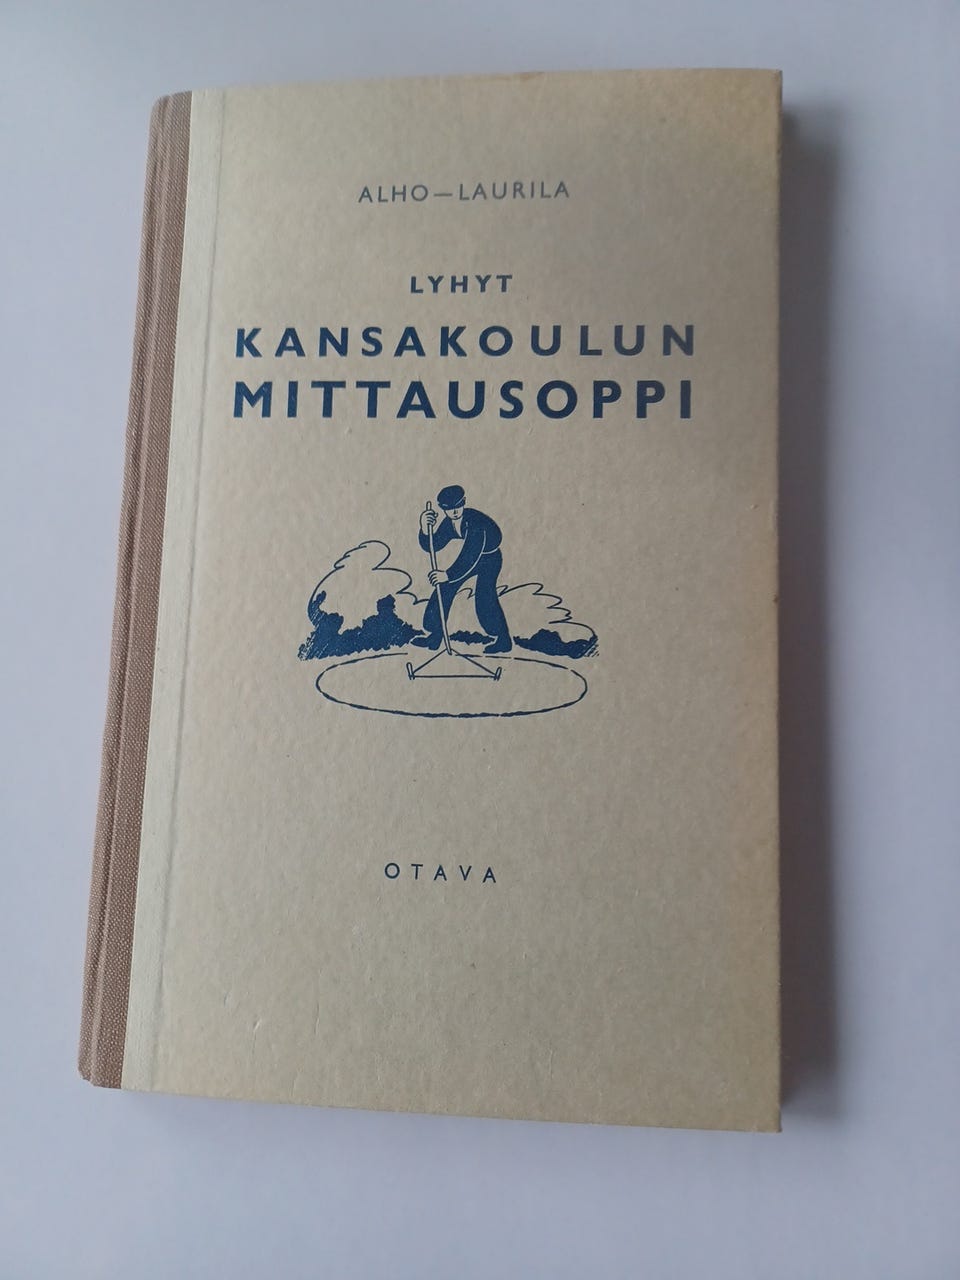 ALHO—LAURILA
LYHYT
KANSAKOULUN
MITTAUSOPPI
OTAVA